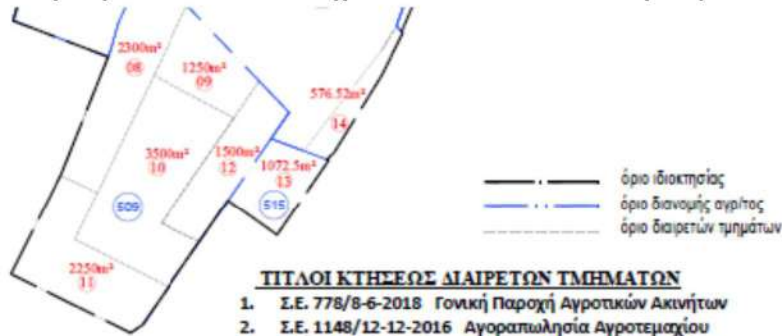 2300m²
08
1250m²
09
576.52m²
14
3500m²
10
1500m²
12
1072.5m²
13
509
515
2250m²
11
όριο ιδιοκτησίας
όριο διανομής αγρ/τος
όριο διαιρετών τμημάτων
ΤΙΤΛΟΙ ΚΤΗΣΕΩΣ ΔΙΑΙΡΕΤΩΝ ΤΜΗΜΑΤΩΝ
1. Σ.Ε. 778/8-6-2018 Γονική Παροχή Αγροτικών Ακινήτων
2. Σ.Ε. 1148/12-12-2016 Αγοραπωλησία Αγροτεμαχίου